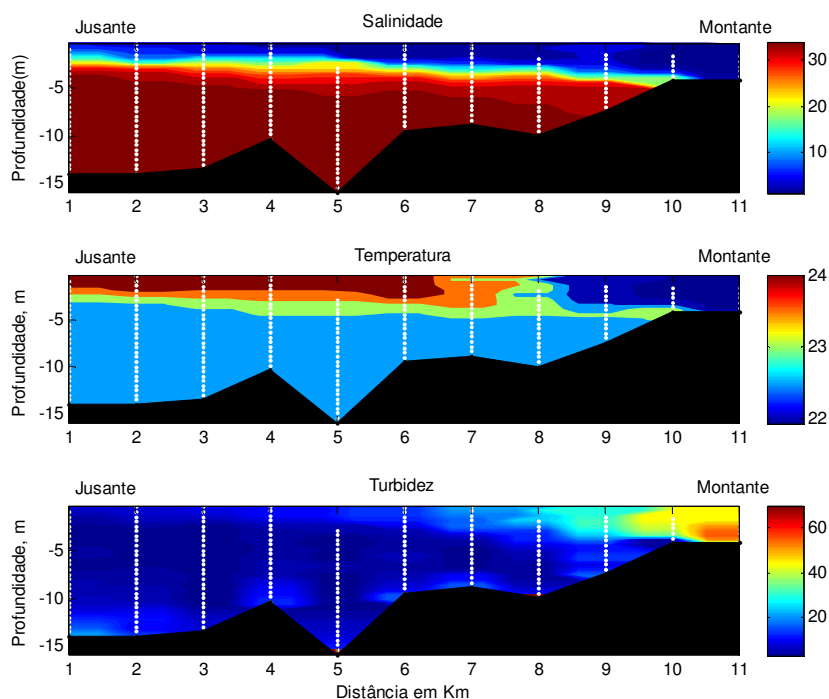 Jusante Salinidade Montante
Profundidade(m)
-5
-10
-15
1 2 3 4 5 6 7 8 9 10 11
30
20
10
Jusante Temperatura Montante
Profundidade, m
-5
-10
-15
1 2 3 4 5 6 7 8 9 10 11
24
23
22
Jusante Turbidez Montante
Profundidade, m
-5
-10
-15
1 2 3 4 5 6 7 8 9 10 11
60
40
20
Distância em Km